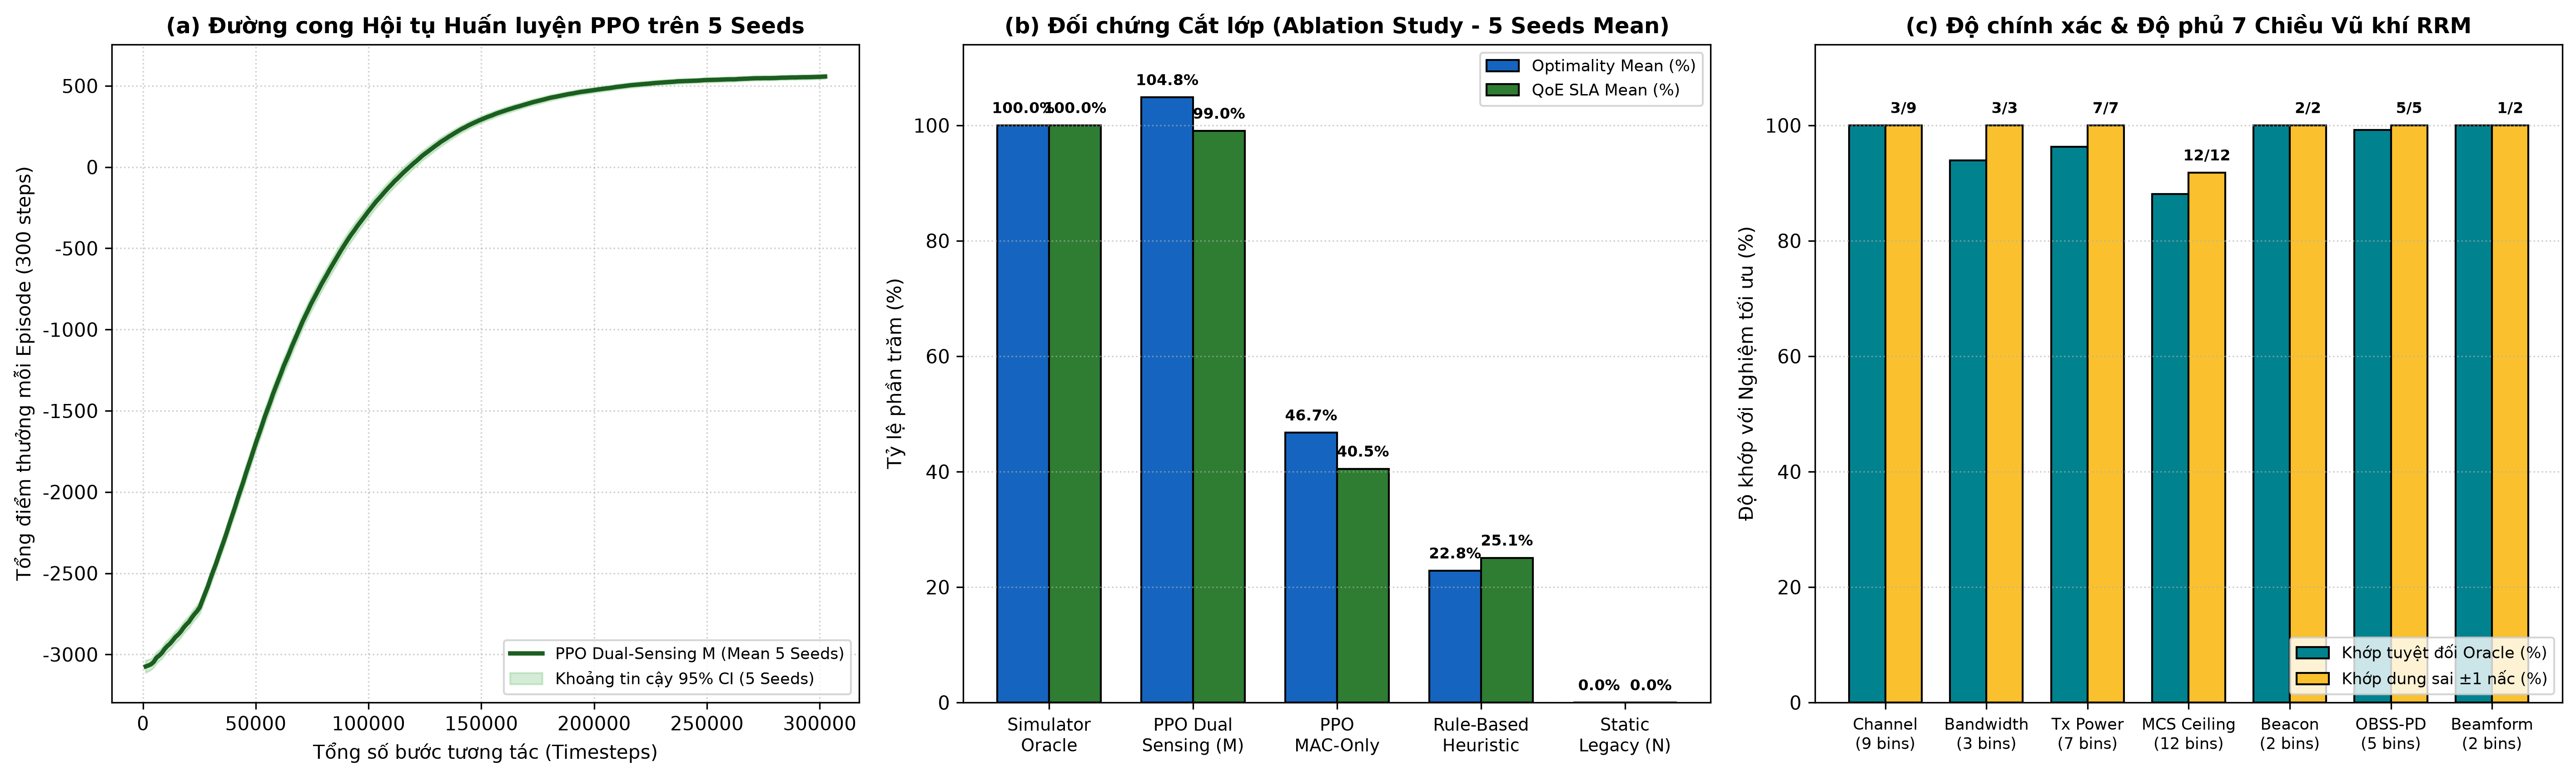 (a) Đường cong Hội tụ Huấn luyện PPO trên 5 Seeds
Tổng điểm thưởng mỗi Episode (300 steps)
500
0
-500
-1000
-1500
-2000
-2500
-3000
PPO Dual-Sensing M (Mean 5 Seeds)
Khoảng tin cậy 95% CI (5 Seeds)
0
50000
100000
150000
200000
250000
300000
Tổng số bước tương tác (Timesteps)
(b) Đối chứng Cắt lớp (Ablation Study - 5 Seeds Mean)
Tỷ lệ phần trăm (%)
100
80
60
40
20
0
Optimality Mean (%)
QoE SLA Mean (%)
100.0%
100.0%
104.8%
99.0%
46.7%
40.5%
22.8%
25.1%
0.0%
0.0%
Simulator
Oracle
PPO Dual
Sensing (M)
PPO
MAC-Only
Rule-Based
Heuristic
Static
Legacy (N)
(c) Độ chính xác & Độ phủ 7 Chiều Vũ khí RRM
Độ khớp với Nghiệm tối ưu (%)
100
80
60
40
20
0
3/9
3/3
7/7
12/12
2/2
5/5
1/2
Khớp tuyệt đối Oracle (%)
Khớp dung sai ±1 nấc (%)
Channel
(9 bins)
Bandwidth
(3 bins)
Tx Power
(7 bins)
MCS Ceiling
(12 bins)
Beacon
(2 bins)
OBSS-PD
(5 bins)
Beamform
(2 bins)